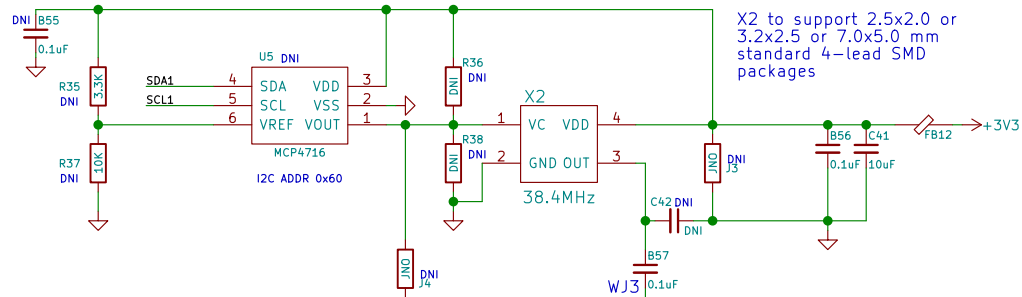 DNI B55
0.1uF
R35
DNI
3.3K
R37
DNI
10K
SDA1
SCL1
U5 DNI
4 SDA VDD 3
5 SCL VSS 2
6 VREF VOUT 1
MCP4716
I2C ADDR 0x60
R36
DNI
DNI
R38
DNI
DNI
X2
1 VC VDD 4
2 GND OUT 3
38.4MHz
X2 to support 2.5x2.0 or
3.2x2.5 or 7.0x5.0 mm
standard 4-lead SMD
packages
JNO
DNI
J3
B56
0.1uF
C41
10uF
FB12
+3V3
C42 DNI
DNI
B57
0.1uF
WJ3
JNO
DNI
J4